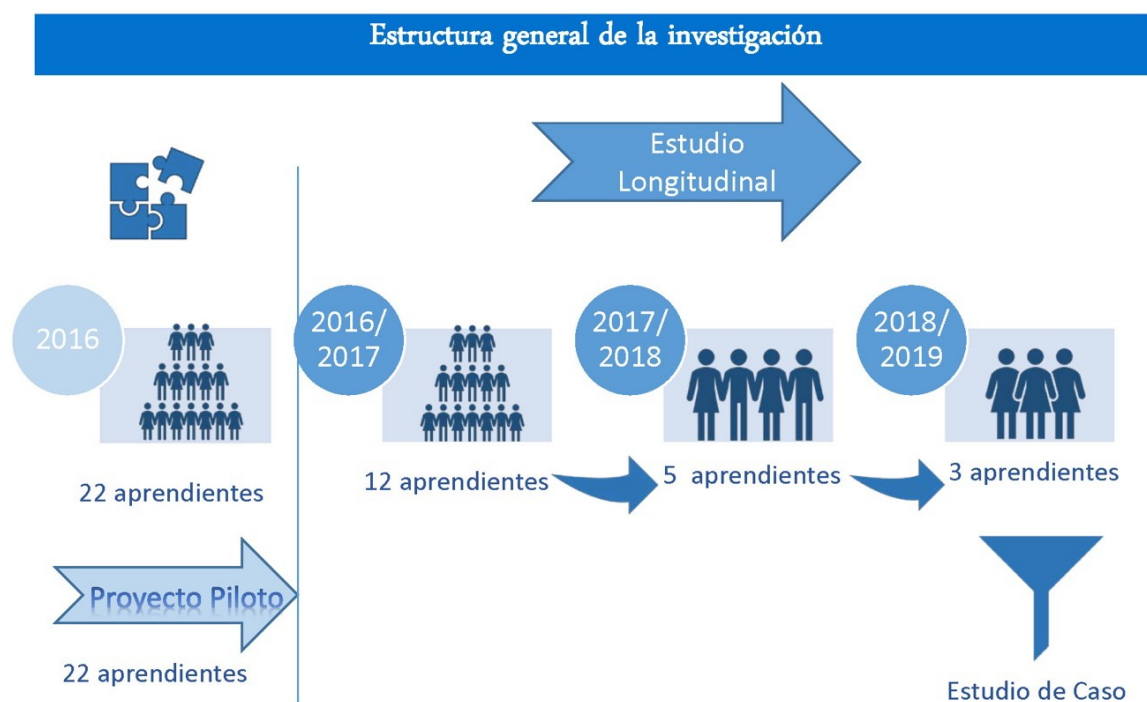 Estructura general de la investigación
Estudio
Longitudinal
2016
2016/
2017
2017/
2018
2018/
2019
22 aprendientes
12 aprendientes
5 aprendientes
3 aprendientes
Proyecto Piloto
22 aprendientes
Estudio de Caso